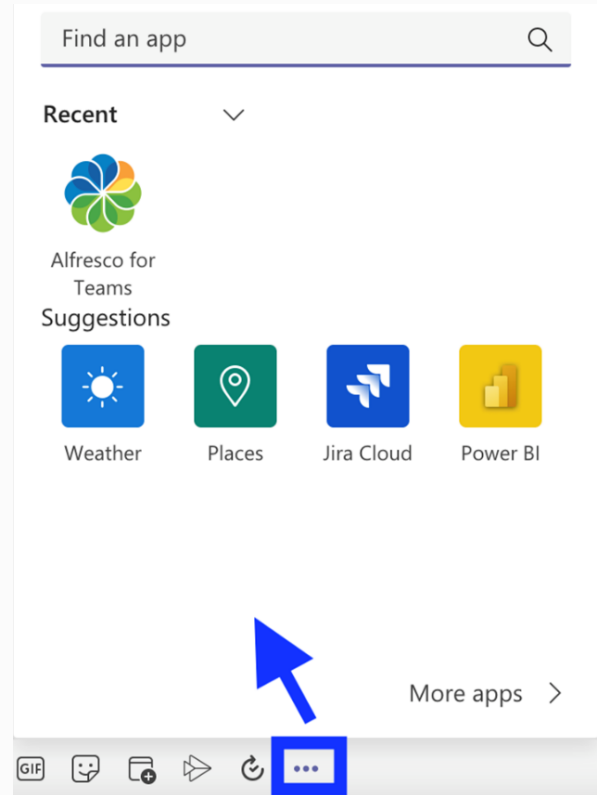 Find an app
Recent
Alfresco for
Teams
Suggestions
Weather Places Jira Cloud Power BI
More apps
GIF